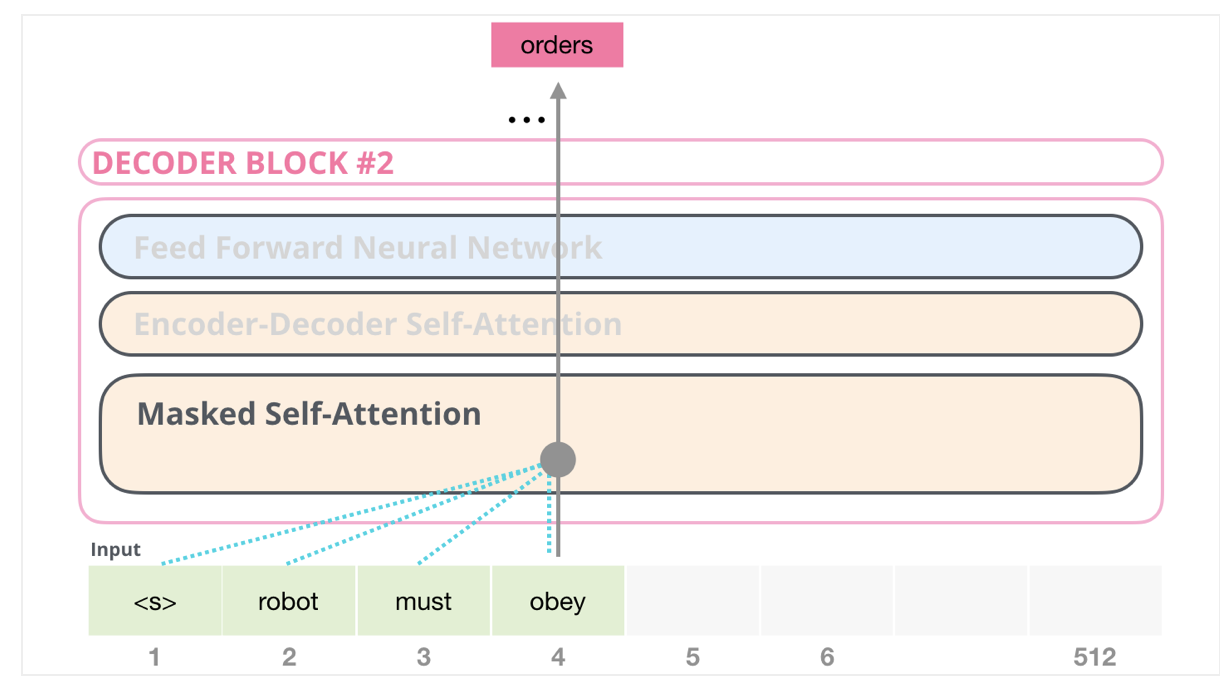 orders
...
DECODER BLOCK #2
Feed Forward Neural Network
Encoder-Decoder Self-Attention
Masked Self-Attention
Input
<s> robot must obey
1 2 3 4 5 6 512